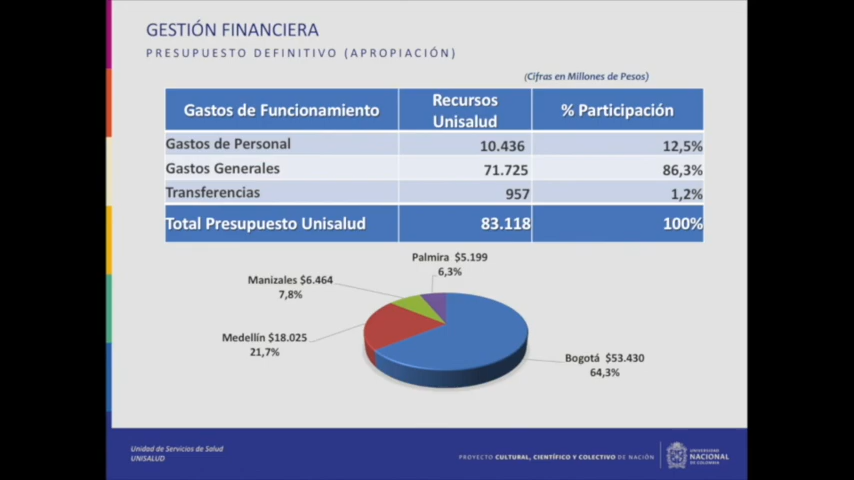 GESTIÓN FINANCIERA
PRESUPUESTO DEFINITIVO (APROPIACIÓN)
(Cifras en Millones de Pesos)
Gastos de Funcionamiento Recursos Unisalud % Participación
Gastos de Personal 10.436 12,5%
Gastos Generales 71.725 86,3%
Transferencias 957 1,2%
Total Presupuesto Unisalud 83.118 100%
Palmira $5.199
6,3%
Manizales $6.464
7,8%
Medellín $18.025
21,7%
Bogotá $53.430
64,3%
Unidad de Servicios de Salud
UNISALUD
PROYECTO CULTURAL, CIENTÍFICO Y COLECTIVO DE NACIÓN
UNIVERSIDAD
NACIONAL
DE COLOMBIA